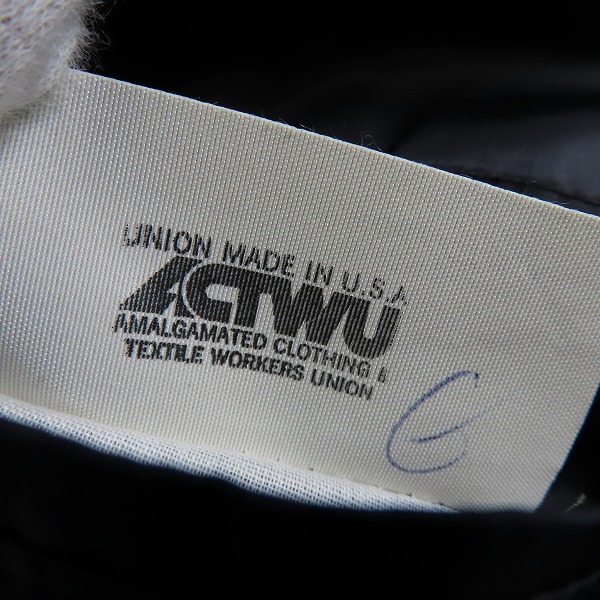 UNION MADE IN U.S.A
ACTWU
AMALGAMATED CLOTHING &
TEXTILE WORKERS UNION